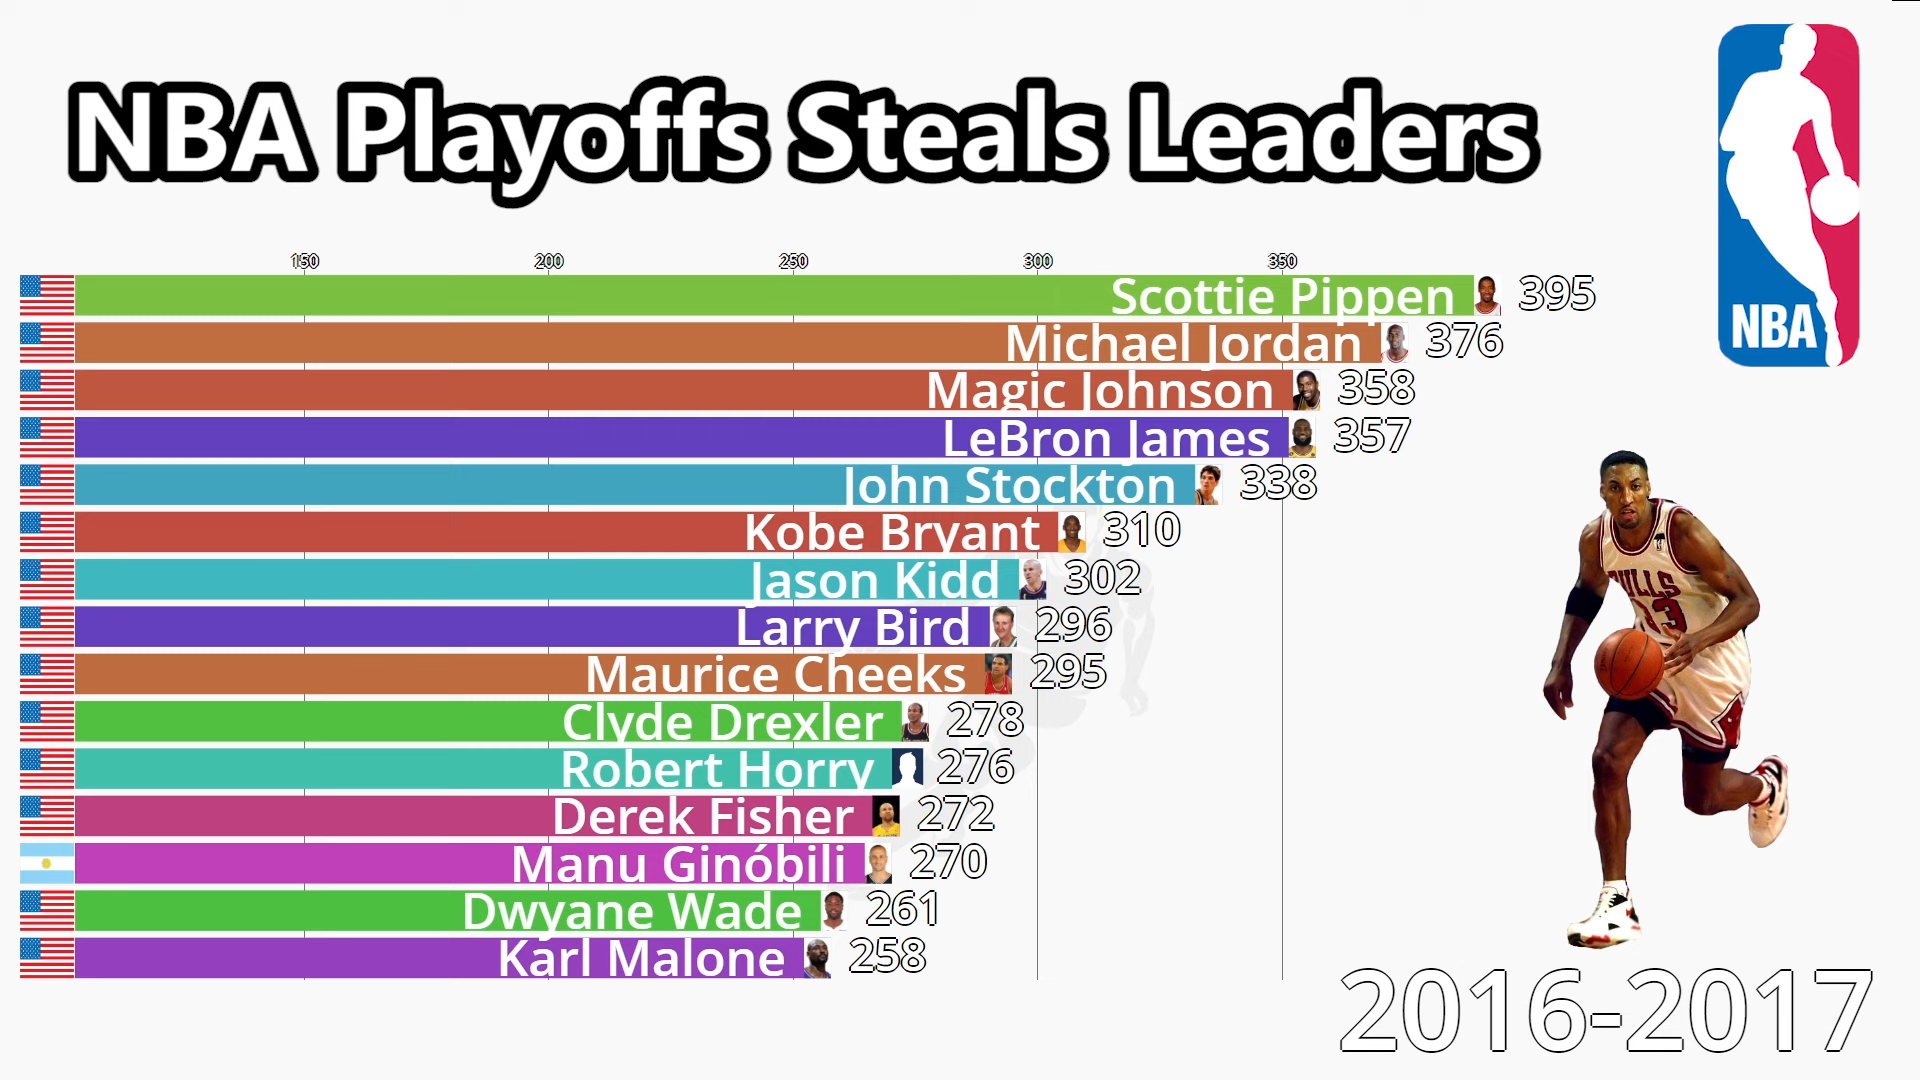 NBA Playoffs Steals Leaders
NBA
150 200 250 300 350
Scottie Pippen 395
Michael Jordan 376
Magic Johnson 358
LeBron James 357
John Stockton 338
Kobe Bryant 310
Jason Kidd 302
Larry Bird 296
Maurice Cheeks 295
Clyde Drexler 278
Robert Horry 276
Derek Fisher 272
Manu Ginóbili 270
Dwyane Wade 261
Karl Malone 258
BULLS
33
2016-2017